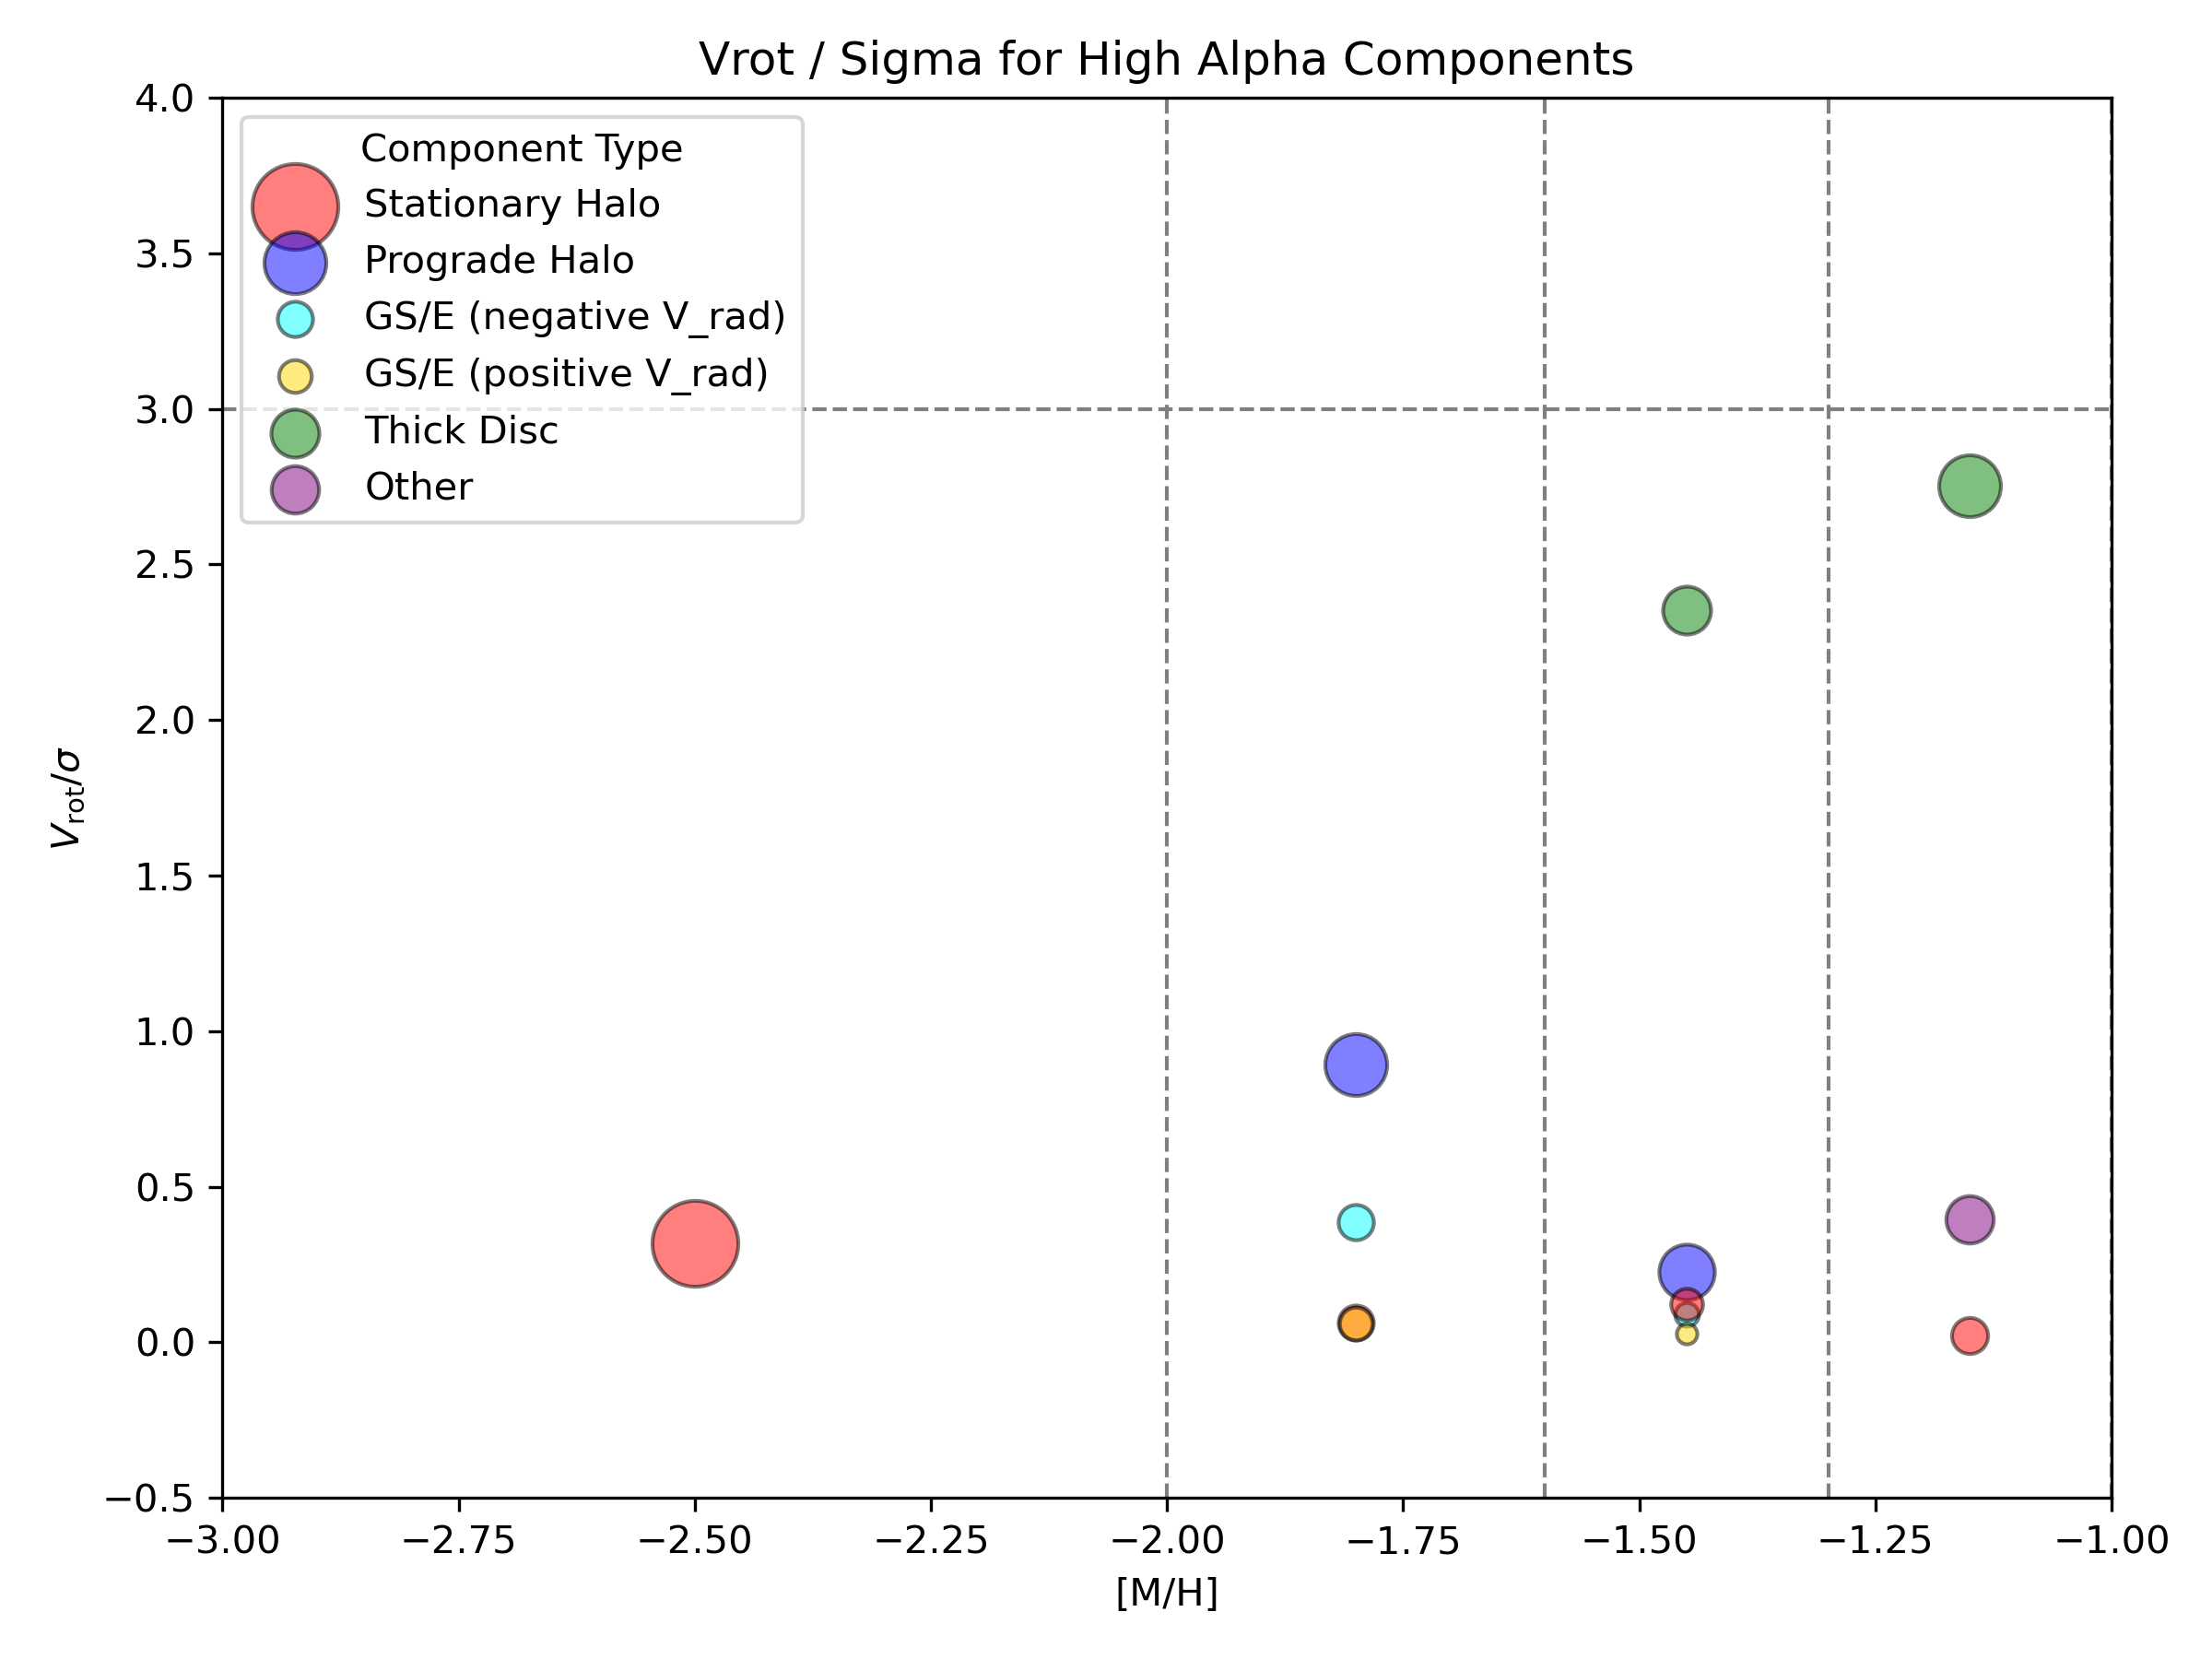 Vrot / Sigma for High Alpha Components
4.0
3.5
3.0
2.5
2.0
1.5
1.0
0.5
0.0
−0.5
Component Type
Stationary Halo
Prograde Halo
GS/E (negative V_rad)
GS/E (positive V_rad)
Thick Disc
Other
V_rot/σ
−3.00 −2.75 −2.50 −2.25 −2.00 −1.75 −1.50 −1.25 −1.00
[M/H]